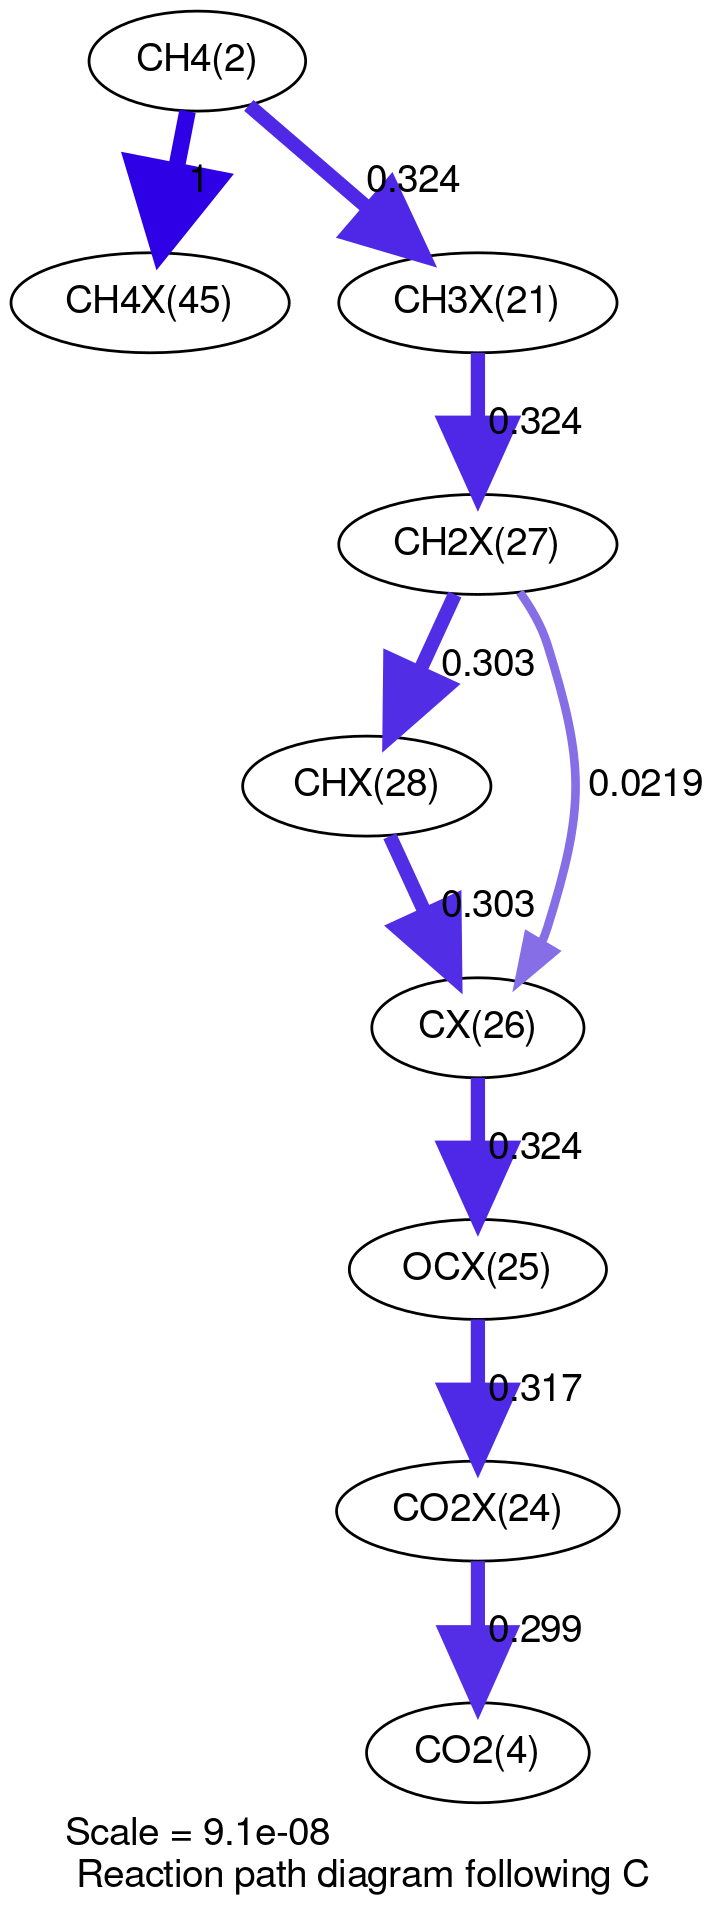 CH4(2)
1
0.324
CH4X(45)
CH3X(21)
0.324
CH2X(27)
0.303
CHX(28)
0.0219
0.303
CX(26)
0.324
OCX(25)
0.317
CO2X(24)
0.299
CO2(4)
Scale = 9.1e-08
Reaction path diagram following C